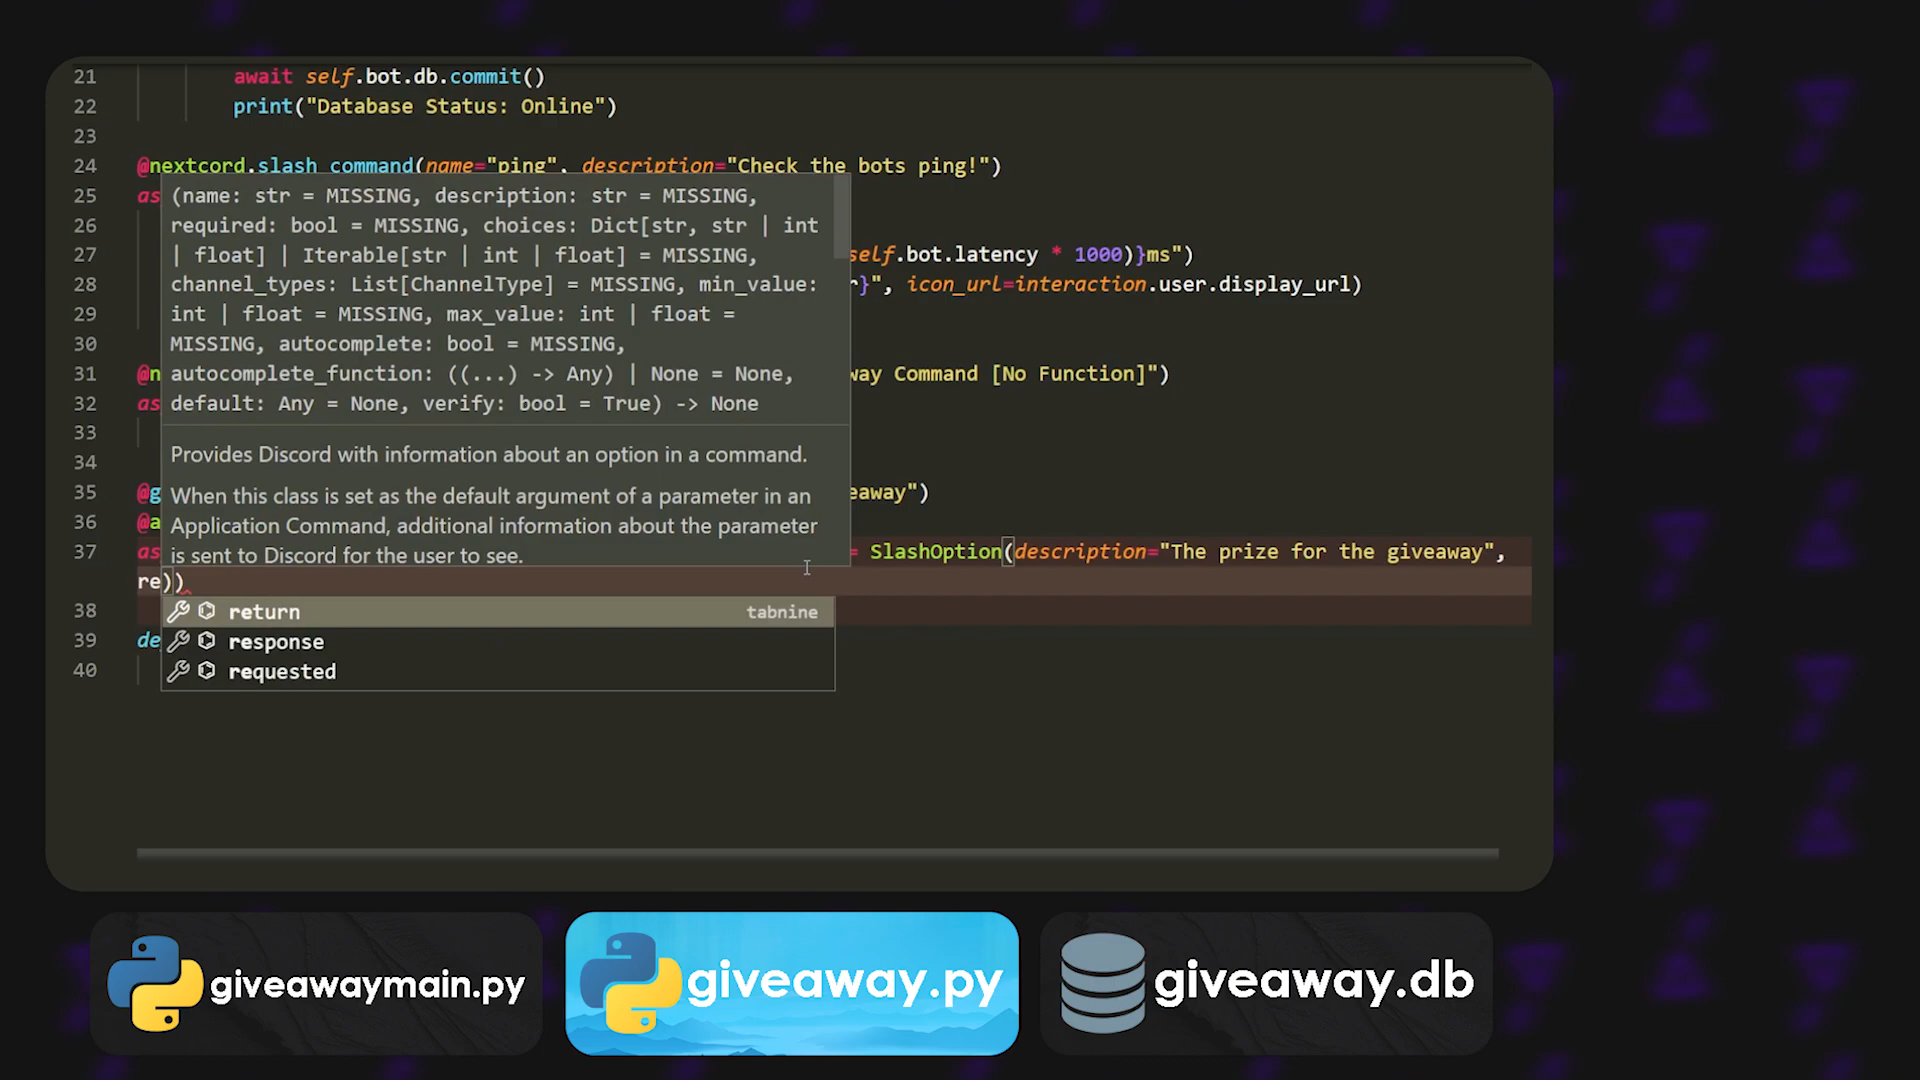 21 await self.bot.db.commit()
22 print("Database Status: Online")
23
24 @nextcord.slash_command(name="ping", description="Check the bots ping!")
25 as
(name: str = MISSING, description: str = MISSING,
required: bool = MISSING, choices: Dict[str, str | int
| float] | Iterable[str | int | float] = MISSING,
channel_types: List[ChannelType] = MISSING, min_value:
int | float = MISSING, max_value: int | float =
MISSING, autocomplete: bool = MISSING,
autocomplete_function: ((...) -> Any) | None = None,
default: Any = None, verify: bool = True) -> None
Provides Discord with information about an option in a command.
When this class is set as the default argument of a parameter in an
Application Command, additional information about the parameter
is sent to Discord for the user to see.
26
27 self.bot.latency * 1000)}ms")
28 r}", icon_url=interaction.user.display_url)
29
30
31 @n way Command [No Function]")
32 as
33
34
35 @g eaway")
36 @a
37 as = SlashOption(description="The prize for the giveaway",
re))
38
39 de
40
return tabnine
response
requested
giveawaymain.py
giveaway.py
giveaway.db